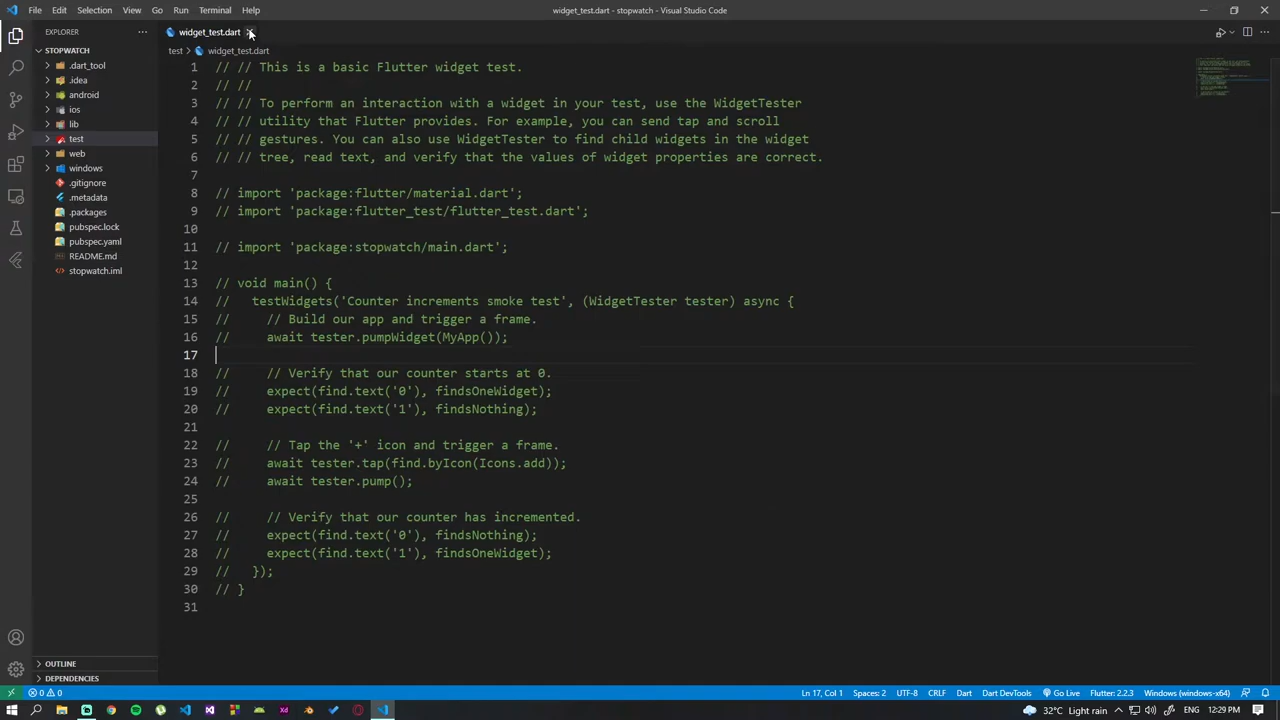 File Edit Selection View Go Run Terminal Help
widget_test.dart - stopwatch - Visual Studio Code
EXPLORER
STOPWATCH
.dart_tool
.idea
android
ios
lib
test
web
windows
.gitignore
.metadata
.packages
pubspec.lock
pubspec.yaml
README.md
stopwatch.iml
OUTLINE
DEPENDENCIES
widget_test.dart
test > widget_test.dart
1 // // This is a basic Flutter widget test.
2 // //
3 // // To perform an interaction with a widget in your test, use the WidgetTester
4 // // utility that Flutter provides. For example, you can send tap and scroll
5 // // gestures. You can also use WidgetTester to find child widgets in the widget
6 // // tree, read text, and verify that the values of widget properties are correct.
7
8 // import 'package:flutter/material.dart';
9 // import 'package:flutter_test/flutter_test.dart';
10
11 // import 'package:stopwatch/main.dart';
12
13 // void main() {
14 //   testWidgets('Counter increments smoke test', (WidgetTester tester) async {
15 //     // Build our app and trigger a frame.
16 //     await tester.pumpWidget(MyApp());
17
18 //     // Verify that our counter starts at 0.
19 //     expect(find.text('0'), findsOneWidget);
20 //     expect(find.text('1'), findsNothing);
21
22 //     // Tap the '+' icon and trigger a frame.
23 //     await tester.tap(find.byIcon(Icons.add));
24 //     await tester.pump();
25
26 //     // Verify that our counter has incremented.
27 //     expect(find.text('0'), findsNothing);
28 //     expect(find.text('1'), findsOneWidget);
29 //   });
30 // }
31
0 0
Ln 17, Col 1 Spaces: 2 UTF-8 CRLF Dart Dart DevTools Go Live Flutter: 2.2.3 Windows (windows-x64)
32°C Light rain ENG 12:29 PM